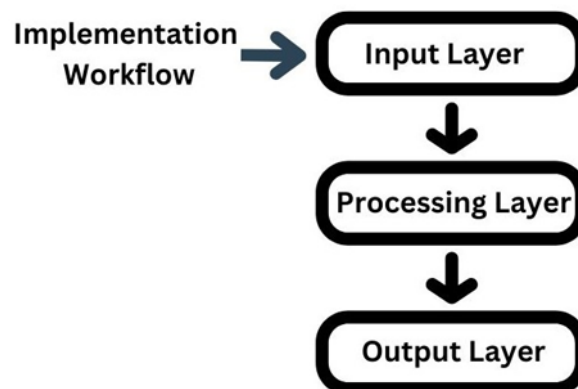 Implementation
Workflow
Input Layer
Processing Layer
Output Layer